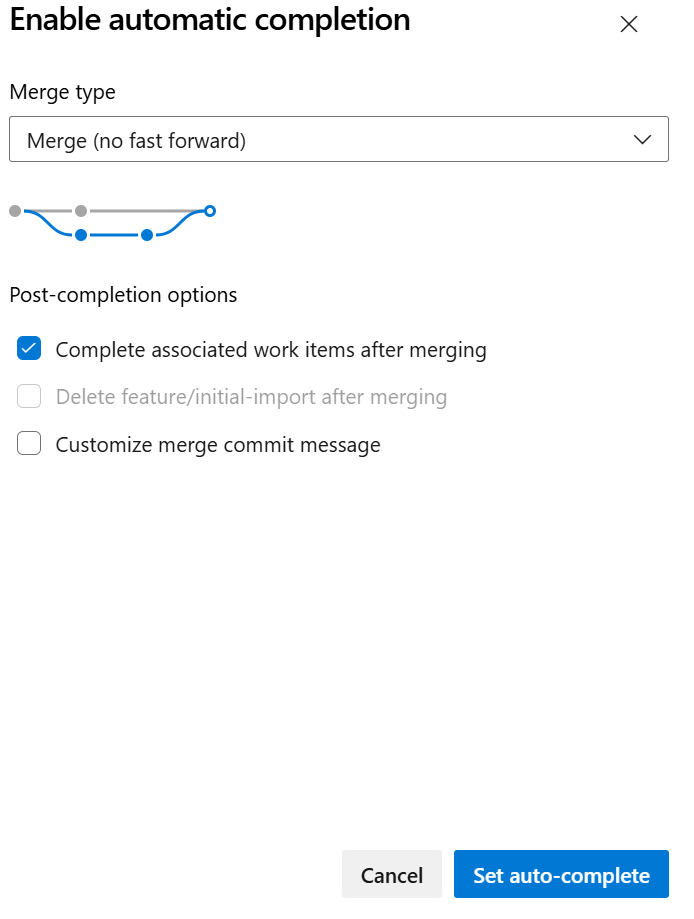 Enable automatic completion
Merge type
Merge (no fast forward)
Post-completion options
Complete associated work items after merging
Delete feature/initial-import after merging
Customize merge commit message
Cancel
Set auto-complete